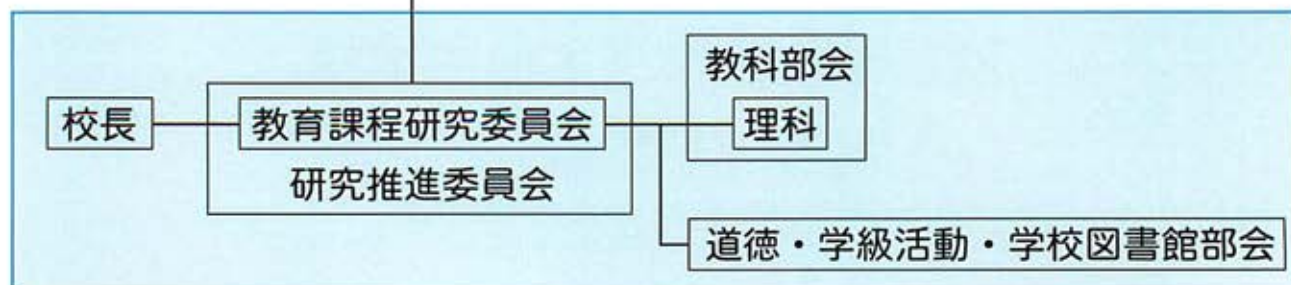 校長
教育課程研究委員会
研究推進委員会
教科部会
理科
道徳・学級活動・学校図書館部会